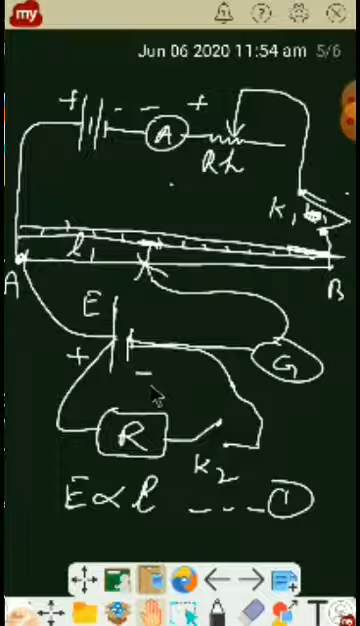 my
Jun 06 2020 11:54 am 5/6
+ - - A +
Rh
K₁
l₁
A B
E
+ - G
R
K₂
E ∝ l ----①
T